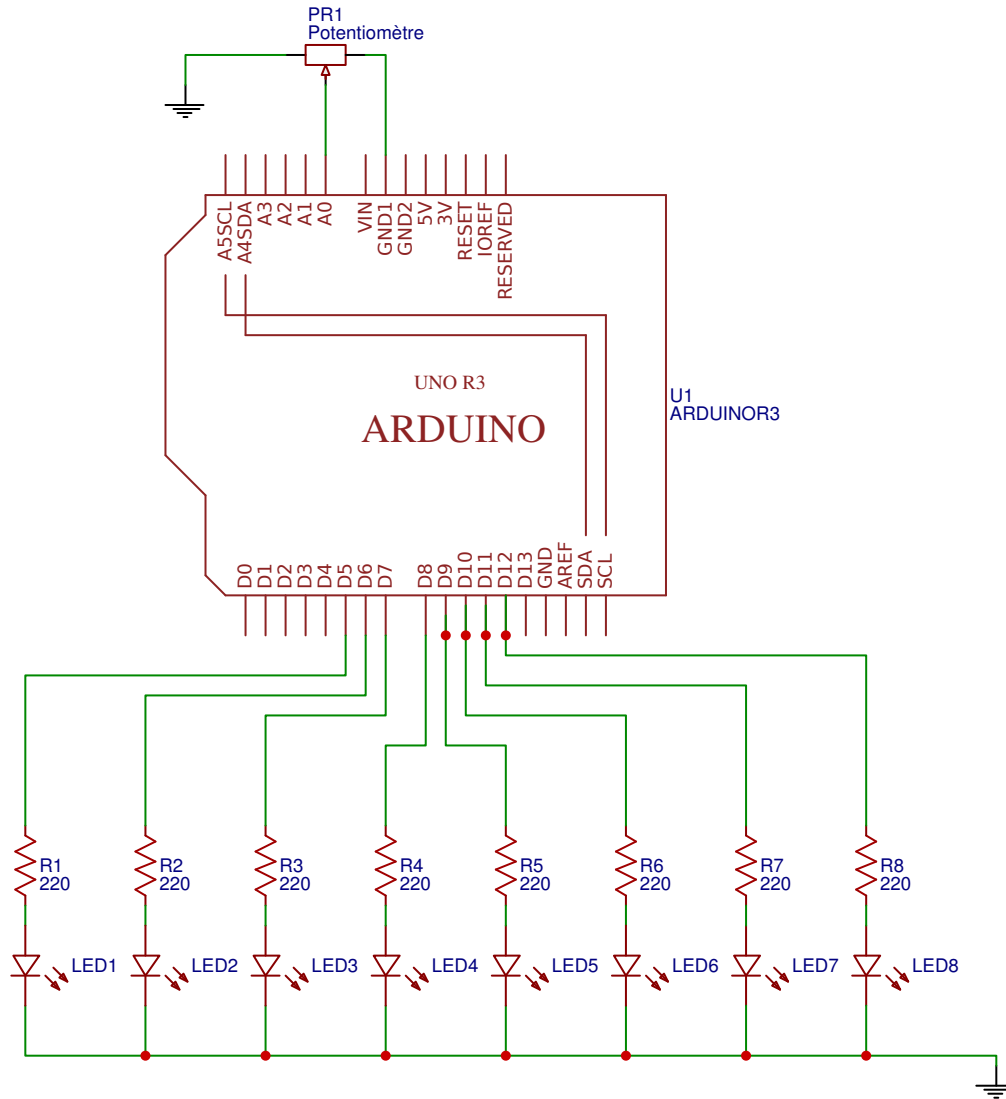 PR1
Potentiomètre
A5SCL
A4SDA
A3
A2
A1
A0
VIN
GND1
GND2
5V
3V
RESET
IOREF
RESERVED
UNO R3
ARDUINO
U1
ARDUINOR3
D0
D1
D2
D3
D4
D5
D6
D7
D8
D9
D10
D11
D12
D13
GND
AREF
SDA
SCL
R1
220
R2
220
R3
220
R4
220
R5
220
R6
220
R7
220
R8
220
LED1
LED2
LED3
LED4
LED5
LED6
LED7
LED8